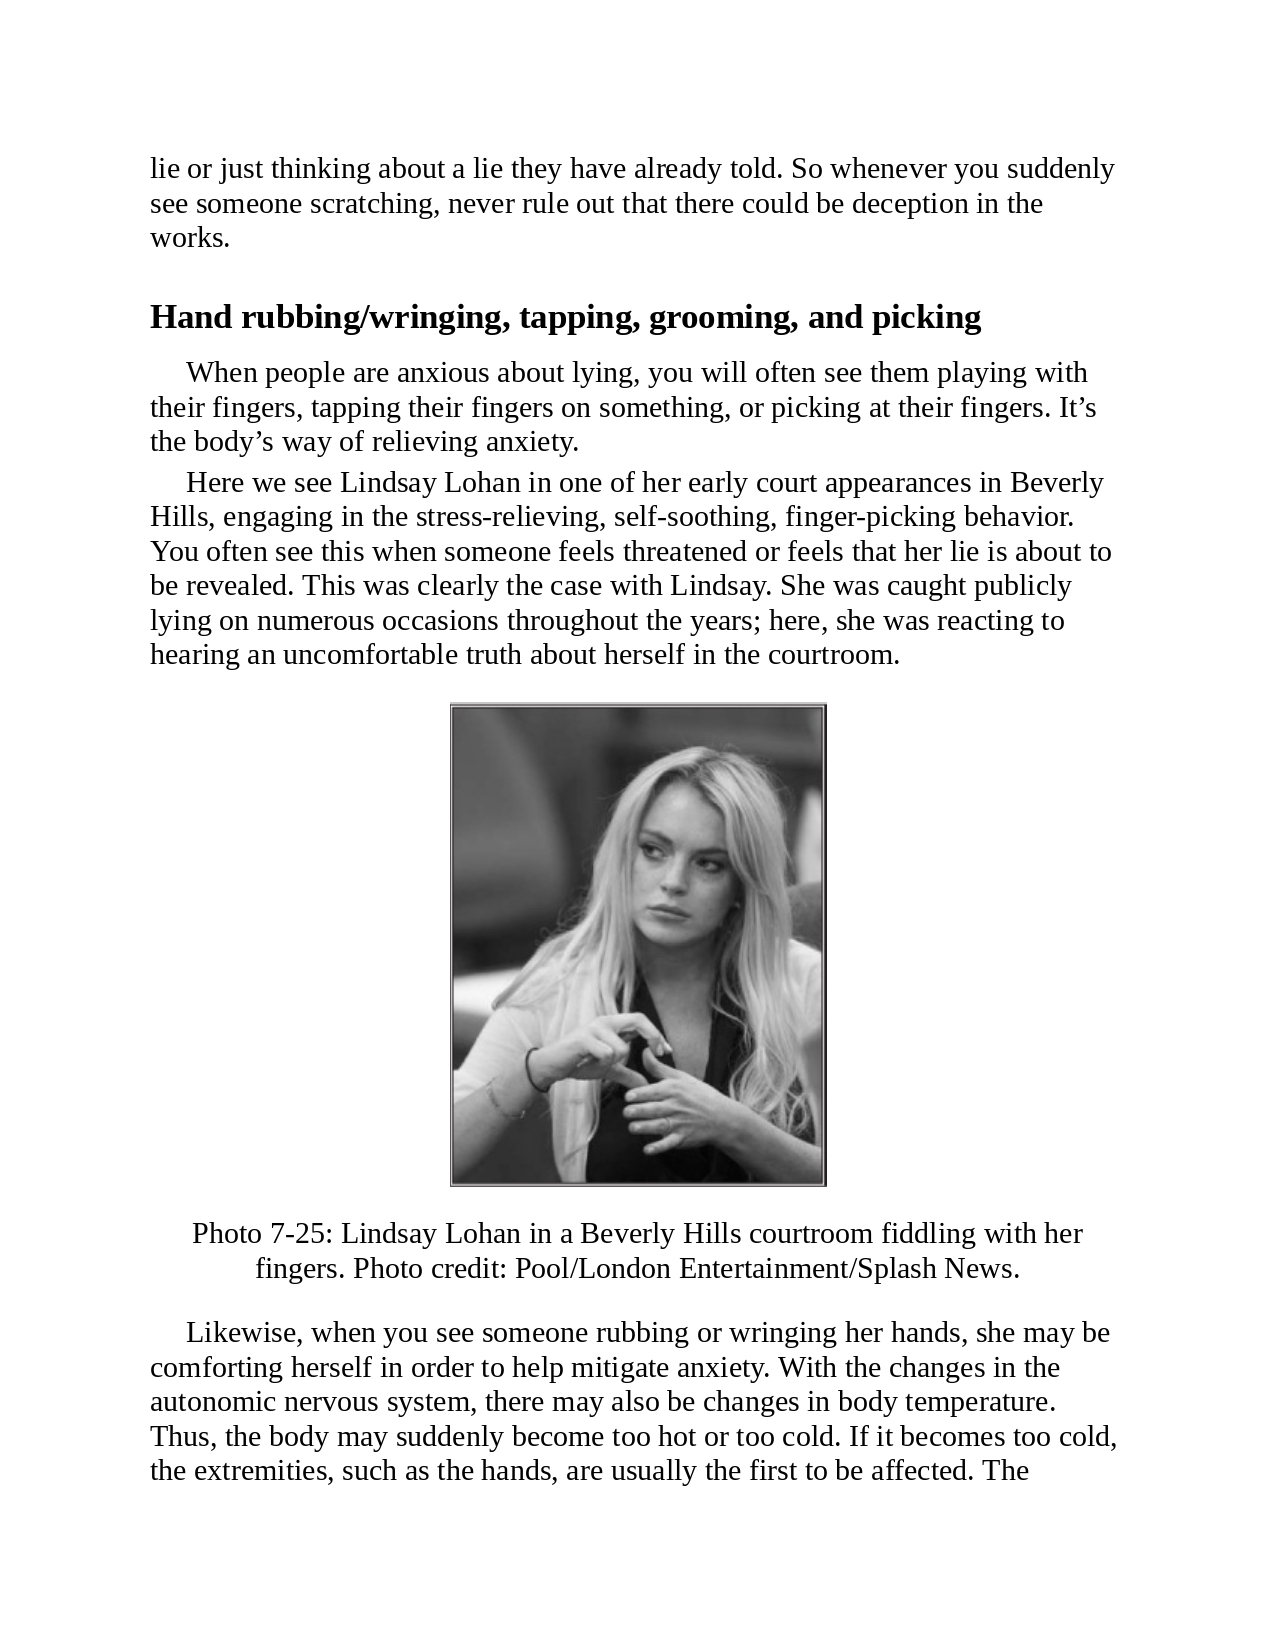 lie or just thinking about a lie they have already told. So whenever you suddenly
see someone scratching, never rule out that there could be deception in the
works.
Hand rubbing/wringing, tapping, grooming, and picking
When people are anxious about lying, you will often see them playing with
their fingers, tapping their fingers on something, or picking at their fingers. It’s
the body’s way of relieving anxiety.
Here we see Lindsay Lohan in one of her early court appearances in Beverly
Hills, engaging in the stress-relieving, self-soothing, finger-picking behavior.
You often see this when someone feels threatened or feels that her lie is about to
be revealed. This was clearly the case with Lindsay. She was caught publicly
lying on numerous occasions throughout the years; here, she was reacting to
hearing an uncomfortable truth about herself in the courtroom.
Photo 7-25: Lindsay Lohan in a Beverly Hills courtroom fiddling with her
fingers. Photo credit: Pool/London Entertainment/Splash News.
Likewise, when you see someone rubbing or wringing her hands, she may be
comforting herself in order to help mitigate anxiety. With the changes in the
autonomic nervous system, there may also be changes in body temperature.
Thus, the body may suddenly become too hot or too cold. If it becomes too cold,
the extremities, such as the hands, are usually the first to be affected. The